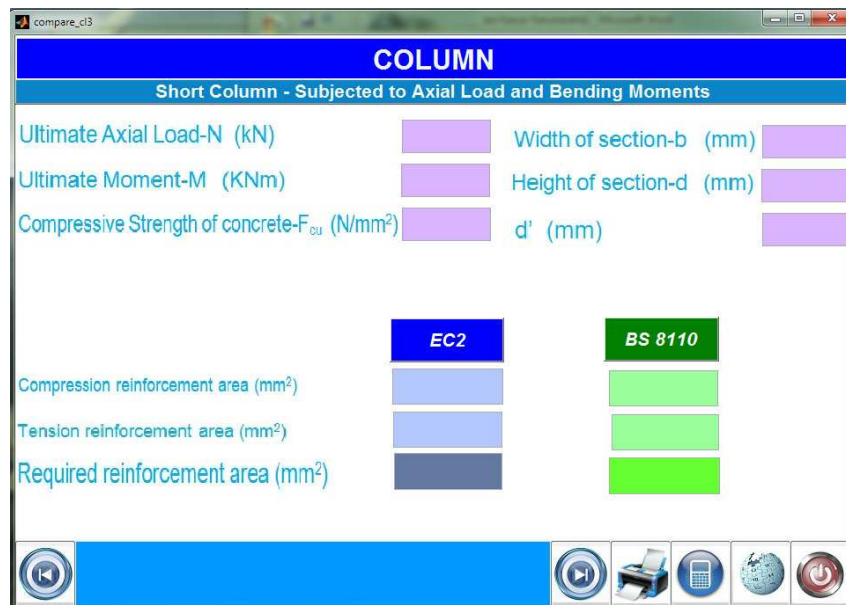 compare_cl3
COLUMN
Short Column - Subjected to Axial Load and Bending Moments
Ultimate Axial Load-N (kN)
Width of section-b (mm)
Ultimate Moment-M (KNm)
Height of section-d (mm)
Compressive Strength of concrete-Fcu (N/mm²)
d' (mm)
EC2
BS 8110
Compression reinforcement area (mm²)
Tension reinforcement area (mm²)
Required reinforcement area (mm²)